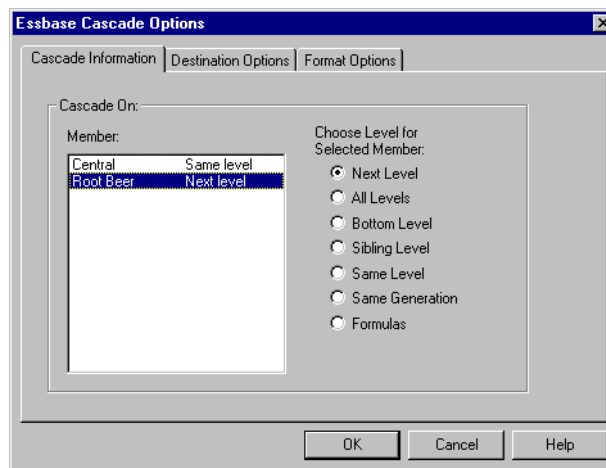 Essbase Cascade Options
Cascade Information
Destination Options
Format Options
Cascade On:
Member:
Central Same level
Root Beer Next level
Choose Level for
Selected Member:
Next Level
All Levels
Bottom Level
Sibling Level
Same Level
Same Generation
Formulas
OK
Cancel
Help